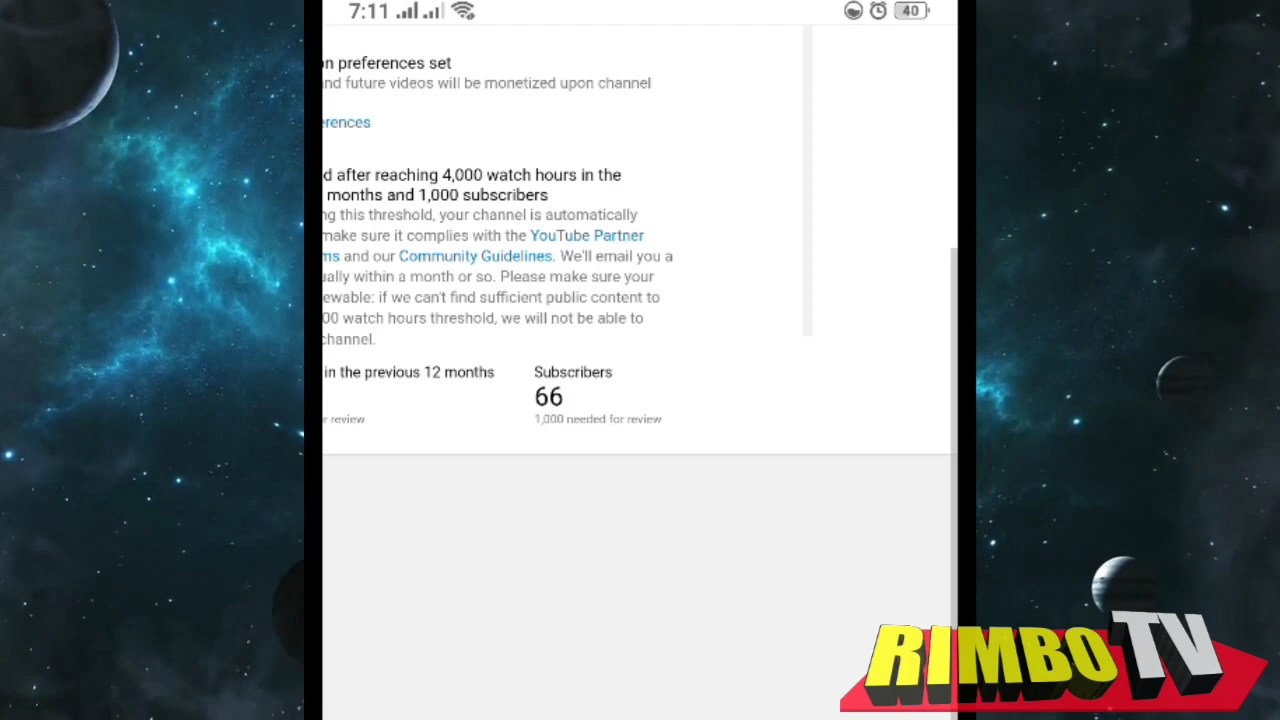 7:11
40
n preferences set
and future videos will be monetized upon channel
erences
d after reaching 4,000 watch hours in the
months and 1,000 subscribers
ng this threshold, your channel is automatically
make sure it complies with the YouTube Partner
ms and our Community Guidelines. We'll email you a
ually within a month or so. Please make sure your
ewable: if we can't find sufficient public content to
00 watch hours threshold, we will not be able to
channel.
in the previous 12 months
Subscribers
66
r review
1,000 needed for review
RIMBO TV